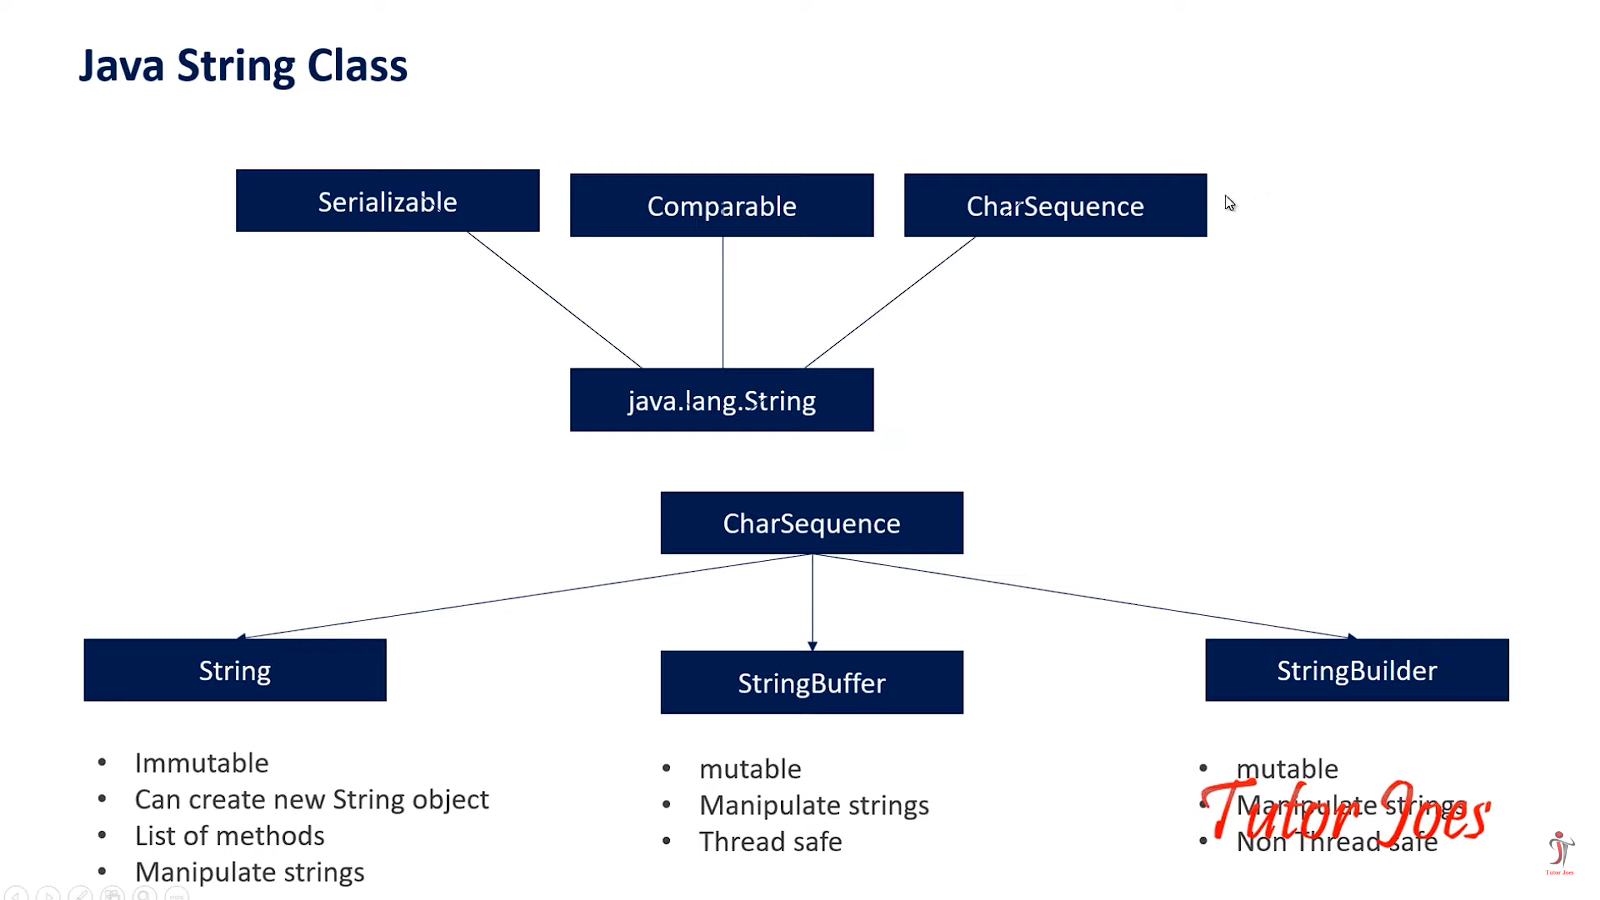 Java String Class
Serializable
Comparable
CharSequence
java.lang.String
CharSequence
String
StringBuffer
StringBuilder
• Immutable
• Can create new String object
• List of methods
• Manipulate strings
• mutable
• Manipulate strings
• Thread safe
• mutable
• Manipulate strings
• Non Thread safe
Tutor Joes
Tutor Joes